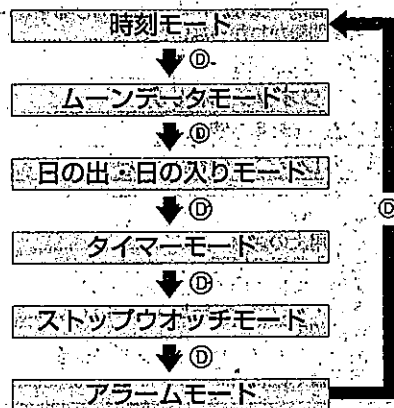 時刻モード
Ⓓ
ムーンデータモード
Ⓓ
日の出・日の入りモード
Ⓓ
Ⓓ
タイマーモード
Ⓓ
ストップウオッチモード
Ⓓ
アラームモード